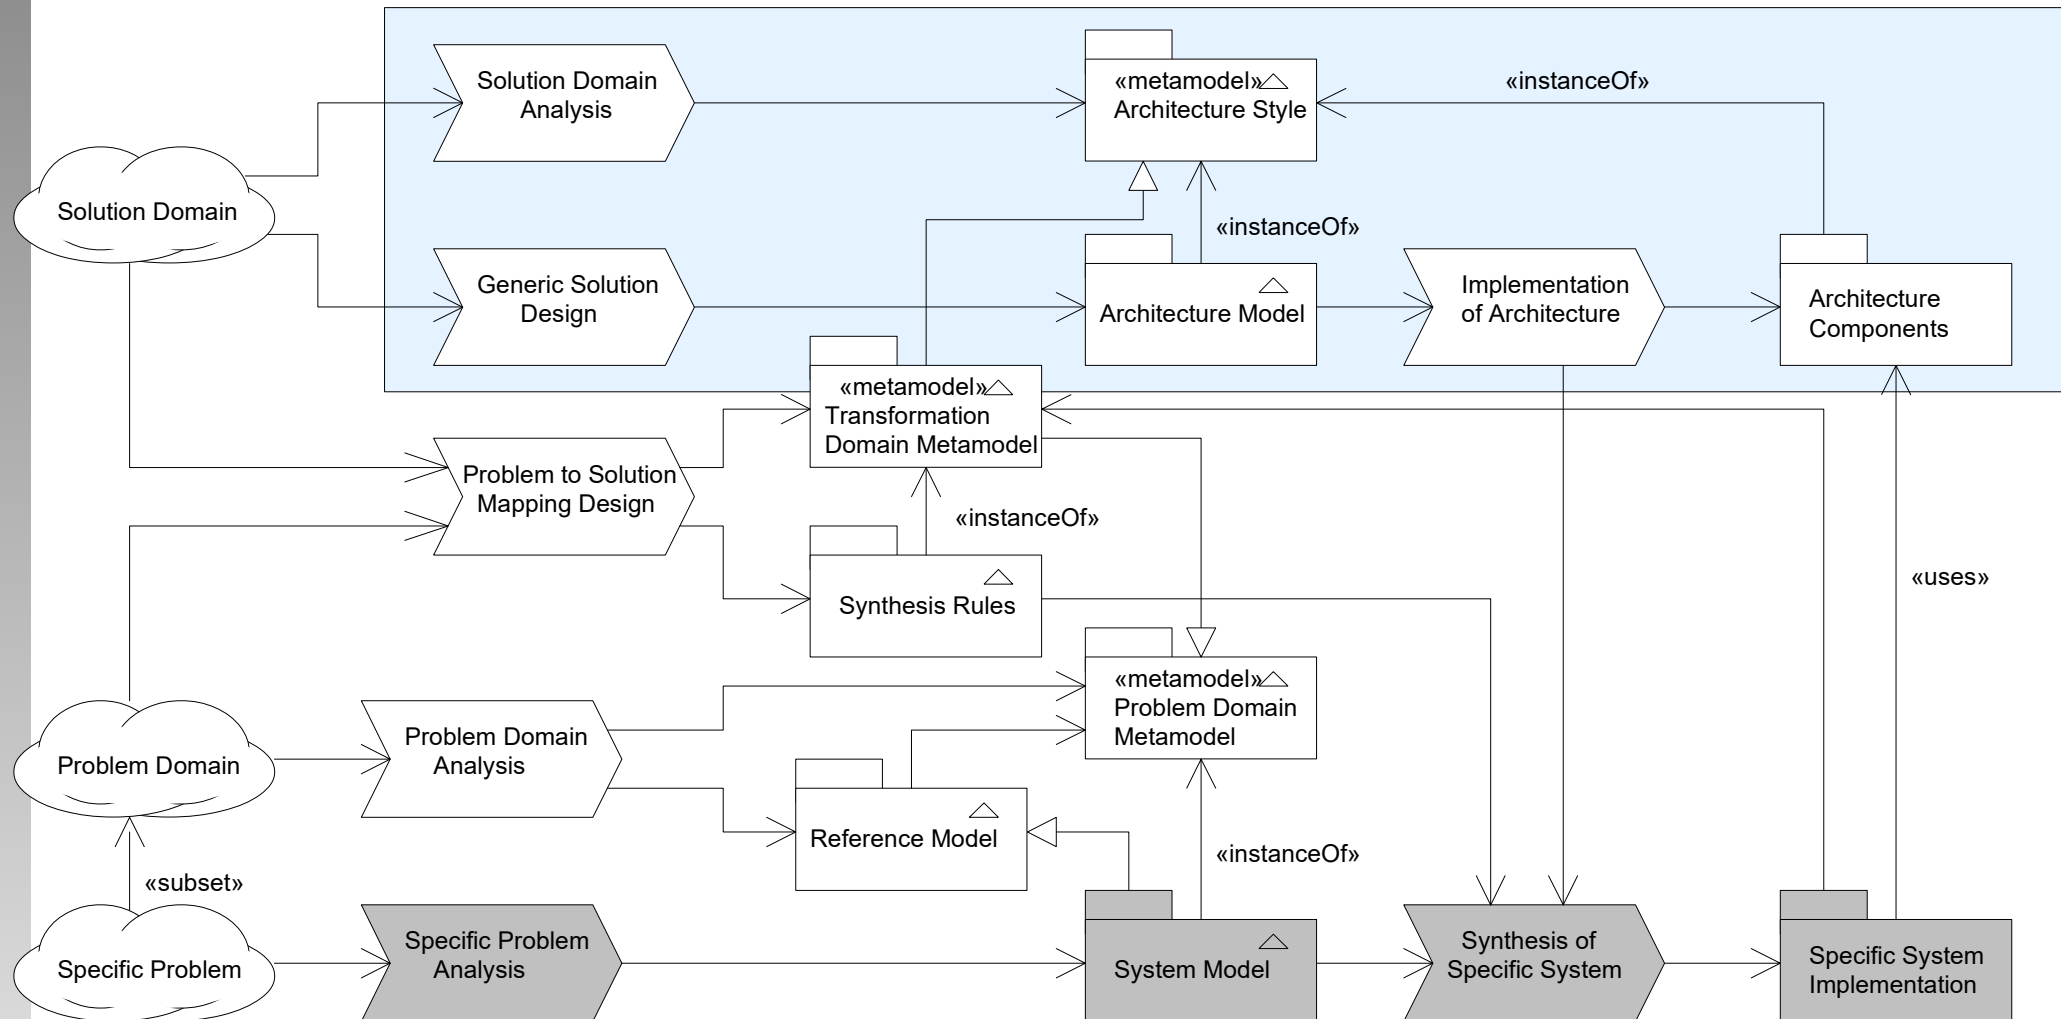 Solution Domain
Analysis
«metamodel»
Architecture Style
«instanceOf»
Solution Domain
«instanceOf»
Generic Solution
Design
Architecture Model
Implementation
of Architecture
Architecture
Components
«metamodel»
Transformation
Domain Metamodel
Problem to Solution
Mapping Design
«instanceOf»
«uses»
Synthesis Rules
«metamodel»
Problem Domain
Metamodel
Problem Domain
Problem Domain
Analysis
Reference Model
«instanceOf»
«subset»
Specific Problem
Specific Problem
Analysis
System Model
Synthesis of
Specific System
Specific System
Implementation